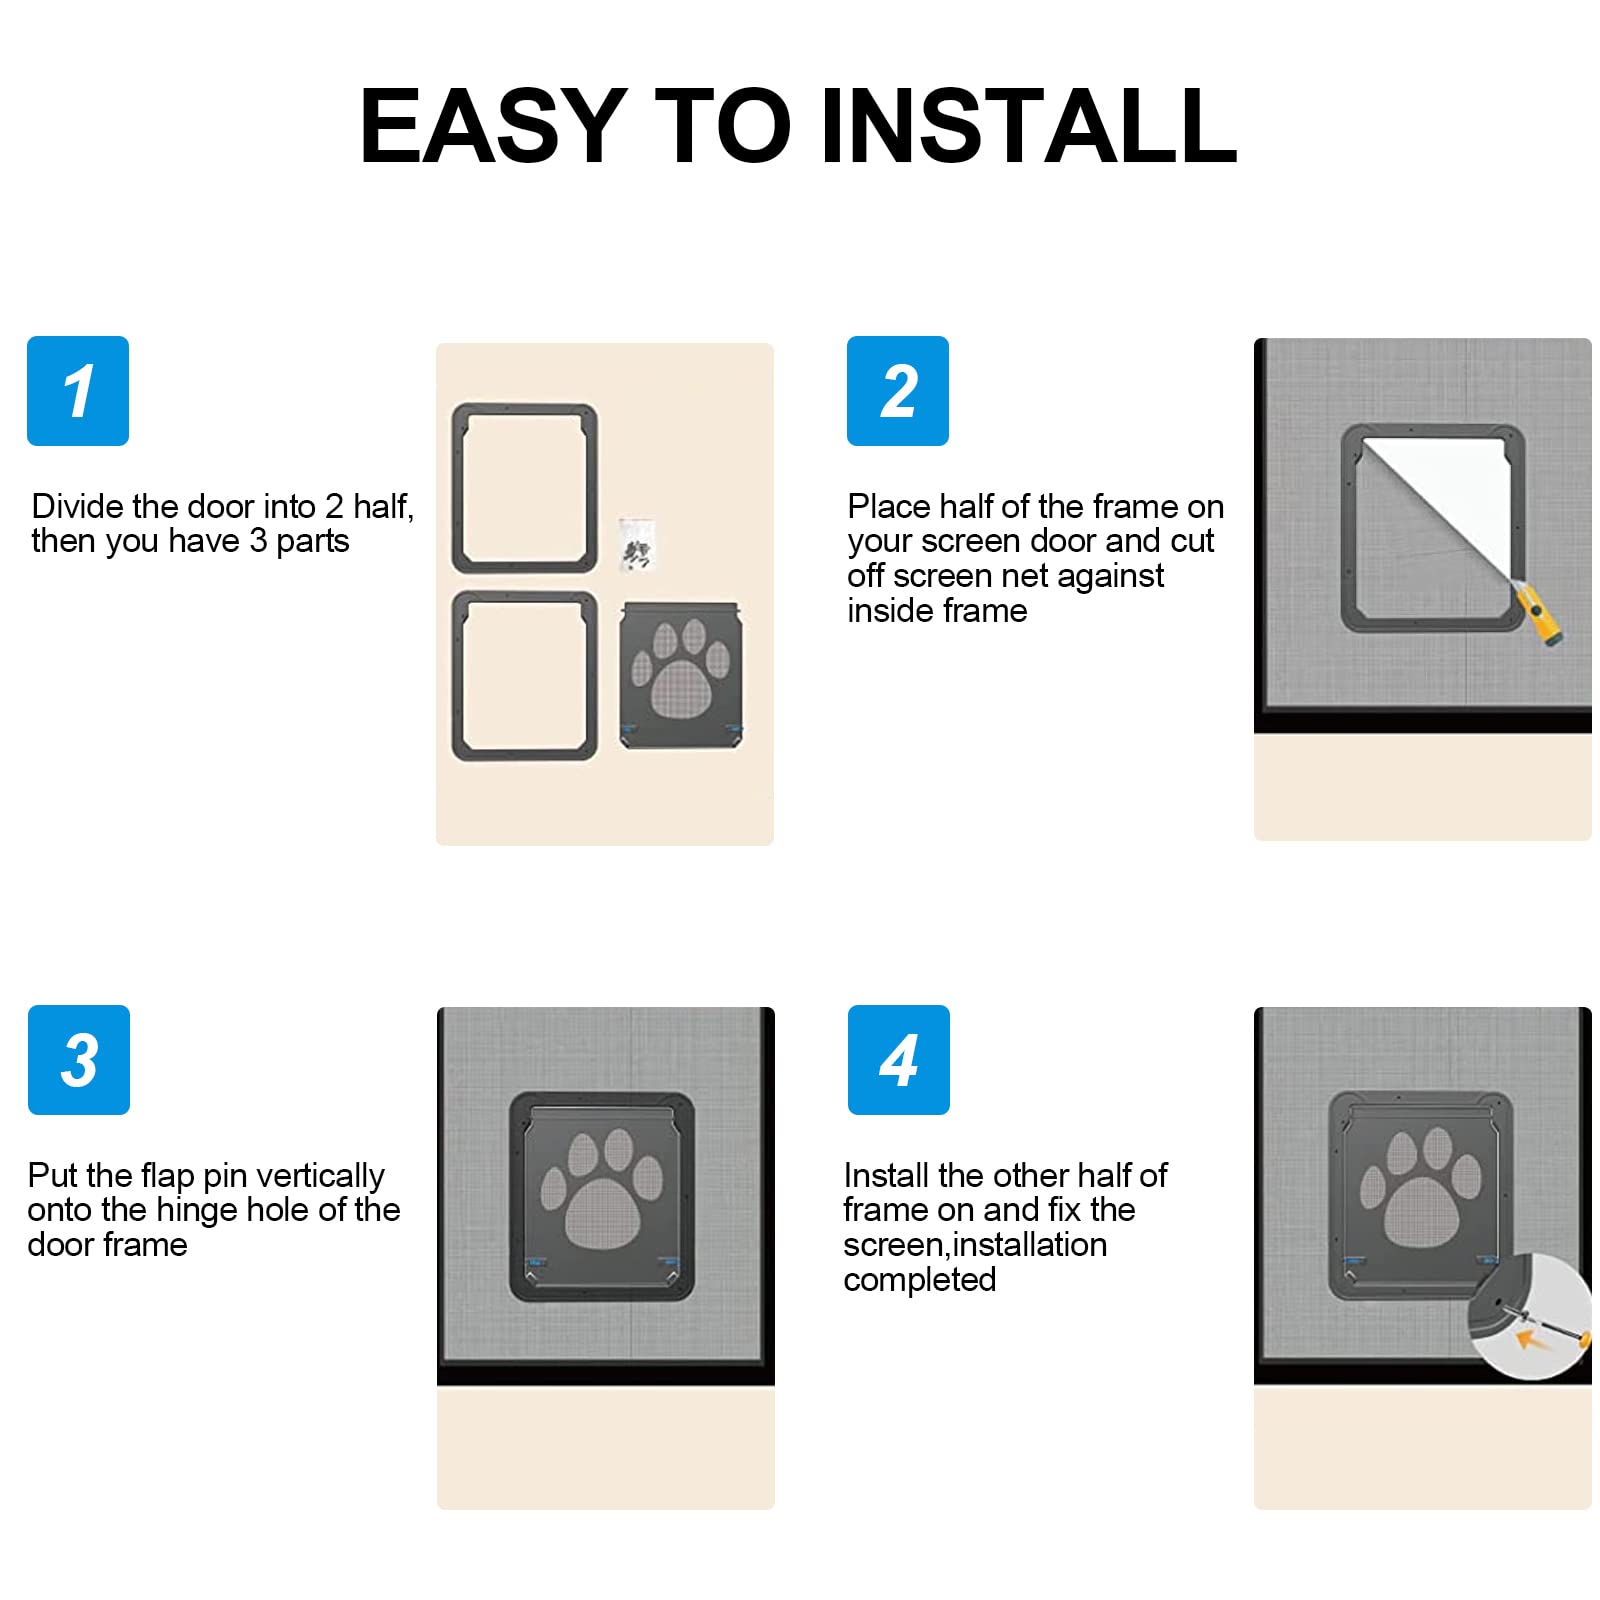 EASY TO INSTALL
1
Divide the door into 2 half,
then you have 3 parts
2
Place half of the frame on
your screen door and cut
off screen net against
inside frame
3
Put the flap pin vertically
onto the hinge hole of the
door frame
4
Install the other half of
frame on and fix the
screen,installation
completed